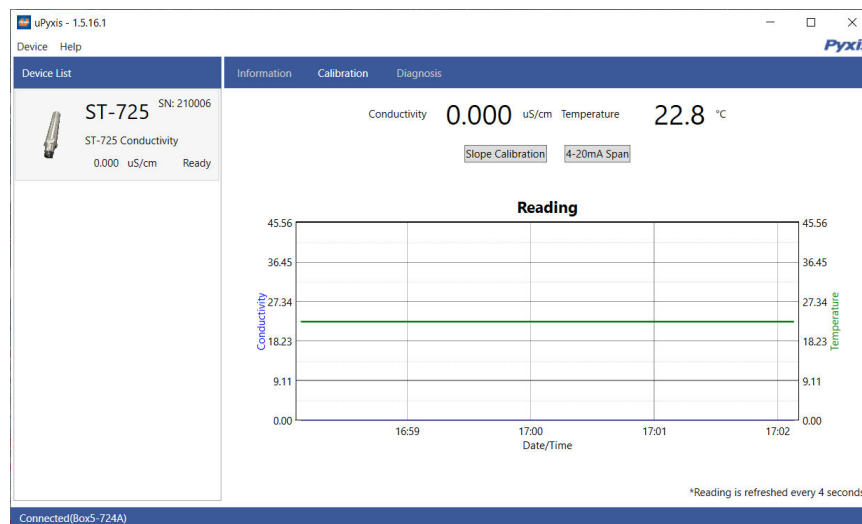 uPyxis - 1.5.16.1
Device Help
Pyxis
Device List
Information Calibration Diagnosis
ST-725 SN: 210006
ST-725 Conductivity
0.000 uS/cm Ready
Conductivity 0.000 uS/cm Temperature 22.8 °C
Slope Calibration 4-20mA Span
Reading
45.56 45.56
36.45 36.45
27.34 27.34
18.23 18.23
9.11 9.11
0.00 0.00
Conductivity
Temperature
16:59 17:00 17:01 17:02
Date/Time
*Reading is refreshed every 4 seconds
Connected(Box5-724A)